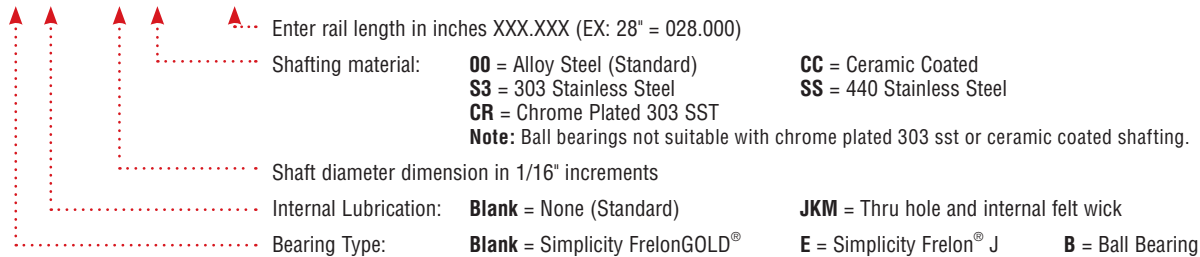 Enter rail length in inches XXX.XXX (EX: 28" = 028.000)
Shafting material: 00 = Alloy Steel (Standard) CC = Ceramic Coated
S3 = 303 Stainless Steel SS = 440 Stainless Steel
CR = Chrome Plated 303 SST
Note: Ball bearings not suitable with chrome plated 303 sst or ceramic coated shafting.
Shaft diameter dimension in 1/16" increments
Internal Lubrication: Blank = None (Standard) JKM = Thru hole and internal felt wick
Bearing Type: Blank = Simplicity FrelonGOLD® E = Simplicity Frelon® J B = Ball Bearing